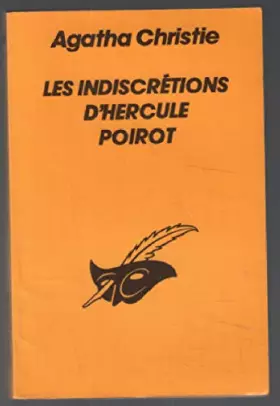 Agatha Christie
LES INDISCRÉTIONS
D'HERCULE
POIROT